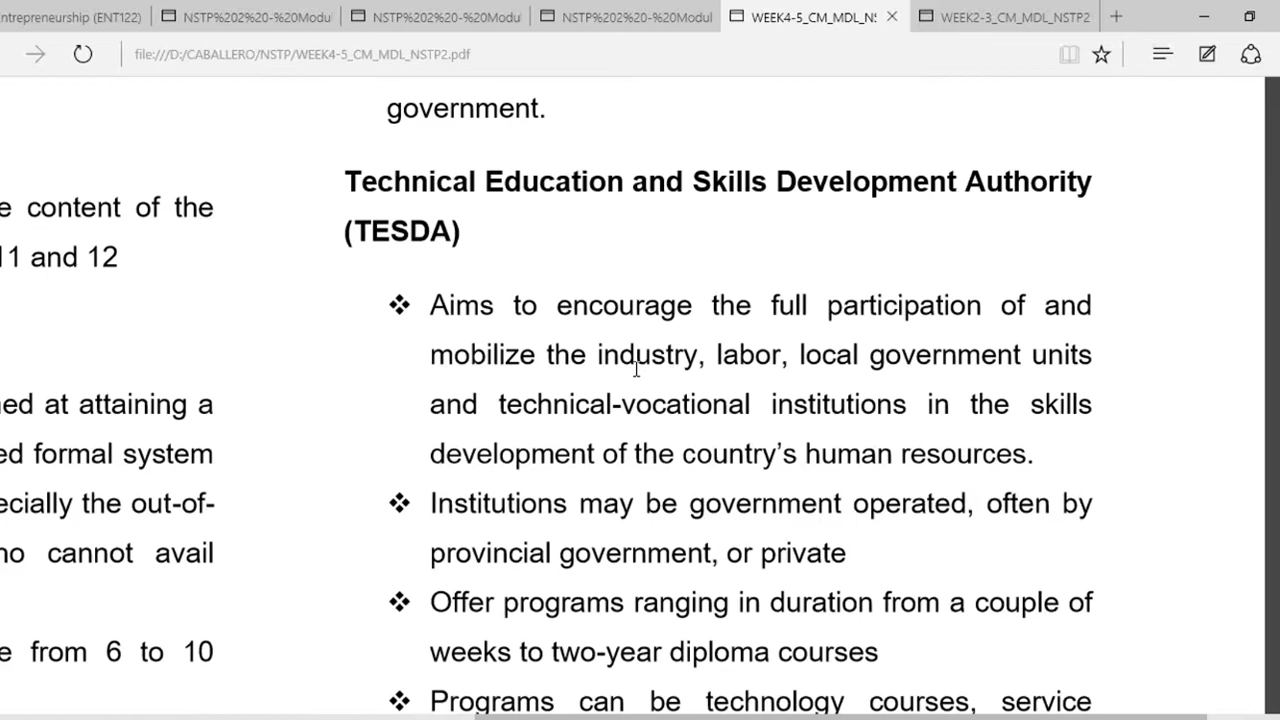 entrepreneurship (ENT122)
NSTP%202%20-%20Modul
NSTP%202%20-%20Modul
NSTP%202%20-%20Modul
WEEK4-5_CM_MDL_NS
WEEK2-3_CM_MDL_NSTP2
file:///D:/CABALLERO/NSTP/WEEK4-5_CM_MDL_NSTP2.pdf
e content of the
11 and 12
ned at attaining a
ed formal system
ecially the out-of-
no cannot avail
e from 6 to 10
government.
Technical Education and Skills Development Authority
(TESDA)
❖ Aims to encourage the full participation of and
mobilize the industry, labor, local government units
and technical-vocational institutions in the skills
development of the country’s human resources.
❖ Institutions may be government operated, often by
provincial government, or private
❖ Offer programs ranging in duration from a couple of
weeks to two-year diploma courses
❖ Programs can be technology courses, service